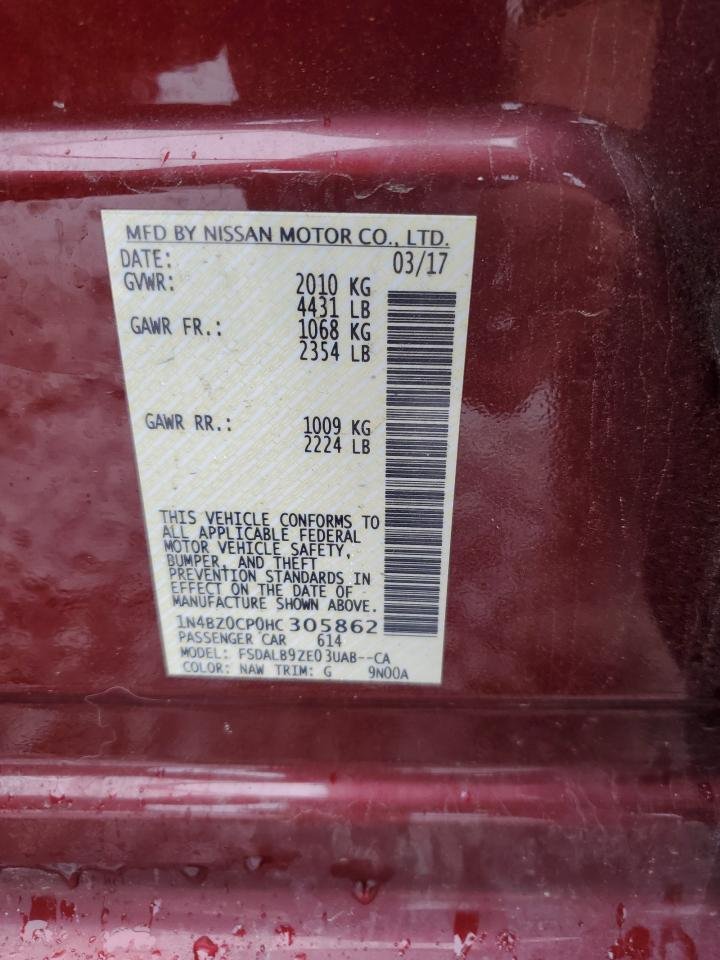 MFD BY NISSAN MOTOR CO., LTD.
DATE: 03/17
GVWR: 2010 KG
4431 LB
GAWR FR.: 1068 KG
2354 LB
GAWR RR.: 1009 KG
2224 LB
THIS VEHICLE CONFORMS TO
ALL APPLICABLE FEDERAL
MOTOR VEHICLE SAFETY,
BUMPER, AND THEFT
PREVENTION STANDARDS IN
EFFECT ON THE DATE OF
MANUFACTURE SHOWN ABOVE.
1N4BZ0CP0HC 305862
PASSENGER CAR 614
MODEL: FSDALB9ZE03UAB--CA
COLOR: NAW TRIM: G 9N00A